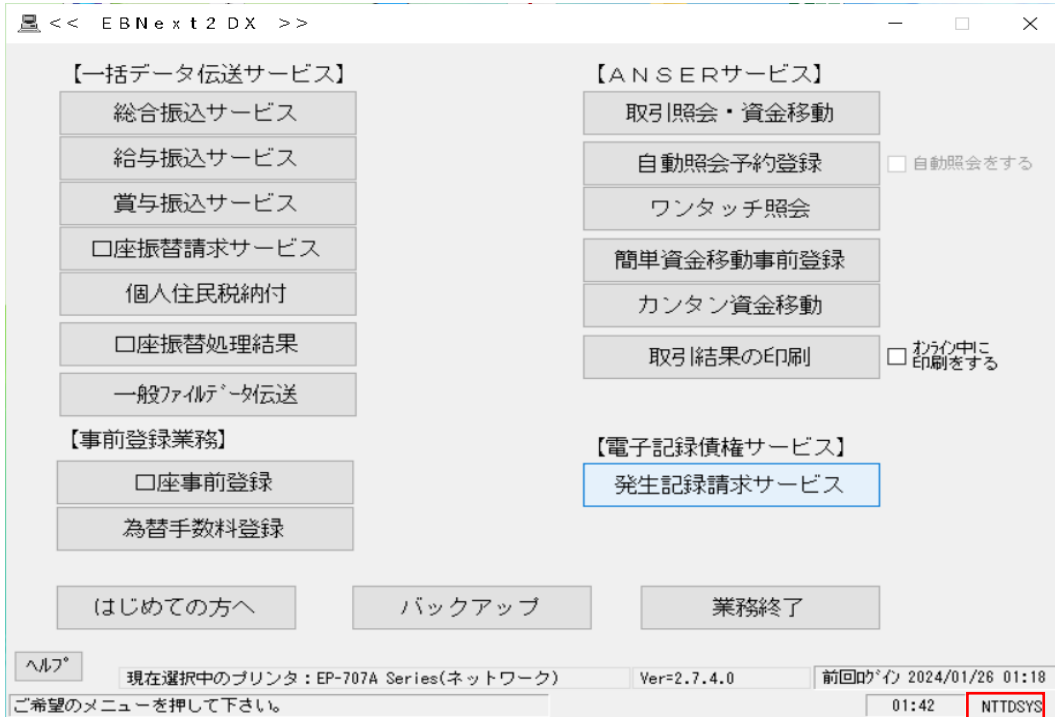 << EBNext2DX >>
【一括データ伝送サービス】
総合振込サービス
給与振込サービス
賞与振込サービス
口座振替請求サービス
個人住民税納付
口座振替処理結果
一般ﾌｧｲﾙﾃﾞｰﾀ伝送
【事前登録業務】
口座事前登録
為替手数料登録
【ANSERサービス】
取引照会・資金移動
自動照会予約登録
自動照会をする
ワンタッチ照会
簡単資金移動事前登録
カンタン資金移動
取引結果の印刷
ｵﾝﾗｲﾝ中に
印刷をする
【電子記録債権サービス】
発生記録請求サービス
はじめての方へ
バックアップ
業務終了
ﾍﾙﾌﾟ
現在選択中のプリンタ：EP-707A Series(ネットワーク)
Ver=2.7.4.0
前回ﾛｸﾞｲﾝ 2024/01/26 01:18
ご希望のメニューを押して下さい。
01:42
NTTDSYS